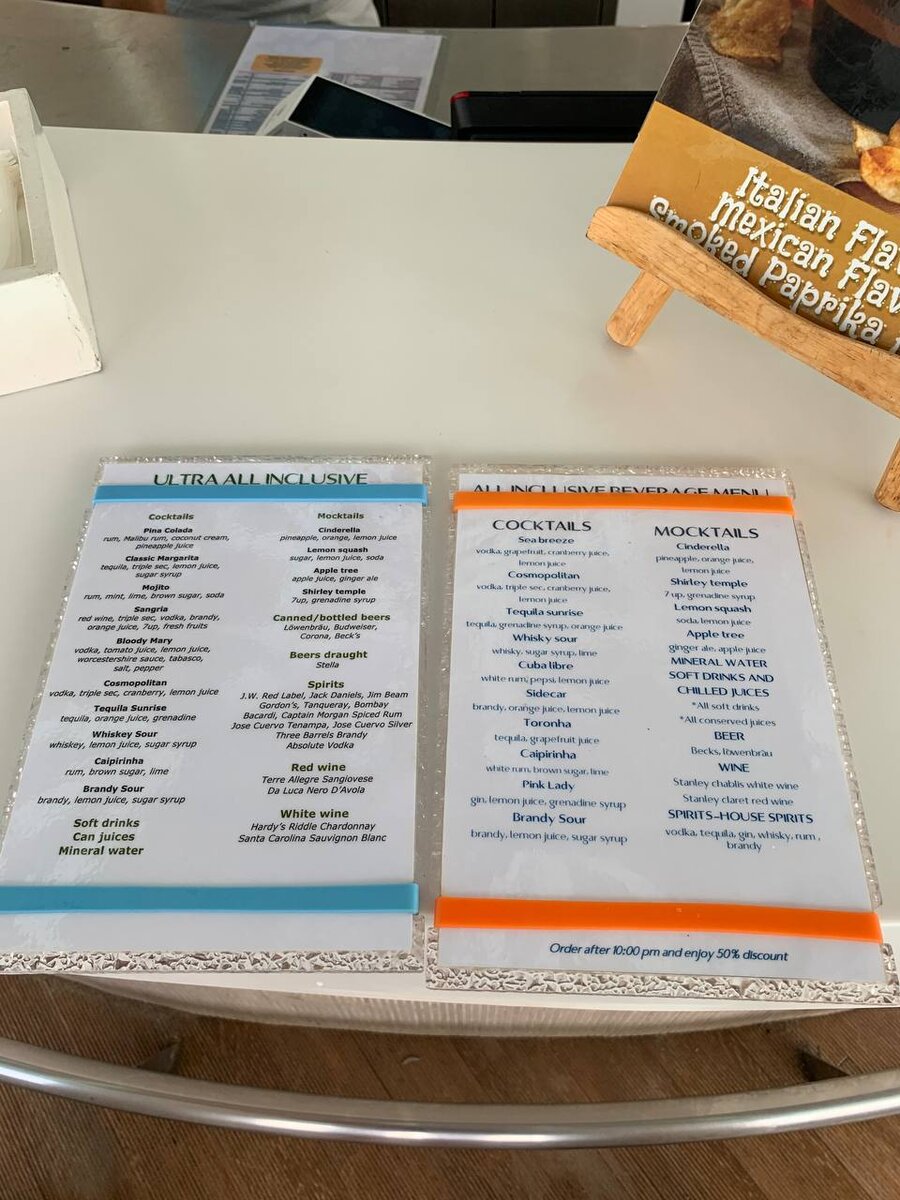 Italian Fla
Mexican Flav
Smoked Paprika
ULTRA ALL INCLUSIVE
Cocktails
Pina Colada
rum, Malibu rum, coconut cream,
pineapple juice
Classic Margarita
tequila, triple sec, lemon juice,
sugar syrup
Mojito
rum, mint, lime, brown sugar, soda
Sangria
red wine, triple sec, vodka, brandy,
orange juice, 7up, fresh fruits
Bloody Mary
vodka, tomato juice, lemon juice,
worcestershire sauce, tabasco,
salt, pepper
Cosmopolitan
vodka, triple sec, cranberry, lemon juice
Tequila Sunrise
tequila, orange juice, grenadine
Whiskey Sour
whiskey, lemon juice, sugar syrup
Caipirinha
rum, brown sugar, lime
Brandy Sour
brandy, lemon juice, sugar syrup
Soft drinks
Can juices
Mineral water
Mocktails
Cinderella
pineapple, orange, lemon juice
Lemon squash
sugar, lemon juice, soda
Apple tree
apple juice, ginger ale
Shirley temple
7up, grenadine syrup
Canned/bottled beers
Löwenbräu, Budweiser,
Corona, Beck's
Beers draught
Stella
Spirits
J.W. Red Label, Jack Daniels, Jim Beam
Gordon's, Tanqueray, Bombay
Bacardi, Captain Morgan Spiced Rum
Jose Cuervo Tenampa, Jose Cuervo Silver
Three Barrels Brandy
Absolute Vodka
Red wine
Terre Allegre Sangiovese
Da Luca Nero D'Avola
White wine
Hardy's Riddle Chardonnay
Santa Carolina Sauvignon Blanc
ALL INCLUSIVE BEVERAGE MENU
COCKTAILS
Sea breeze
vodka, grapefruit, cranberry juice,
lemon juice
Cosmopolitan
vodka, triple sec, cranberry juice,
lemon juice
Tequila sunrise
tequila, grenadine syrup, orange juice
Whisky sour
whisky, sugar syrup, lime
Cuba libre
white rum, pepsi, lemon juice
Sidecar
brandy, orange juice, lemon juice
Toronha
tequila, grapefruit juice
Caipirinha
white rum, brown sugar, lime
Pink Lady
gin, lemon juice, grenadine syrup
Brandy Sour
brandy, lemon juice, sugar syrup
MOCKTAILS
Cinderella
pineapple, orange juice,
lemon juice
Shirley temple
7 up, grenadine syrup
Lemon squash
soda, lemon juice
Apple tree
ginger ale, apple juice
MINERAL WATER
SOFT DRINKS AND
CHILLED JUICES
*All soft drinks
*All conserved juices
BEER
Becks, löwenbräu
WINE
Stanley chablis white wine
Stanley claret red wine
SPIRITS-HOUSE SPIRITS
vodka, tequila, gin, whisky, rum ,
brandy
Order after 10:00 pm and enjoy 50% discount